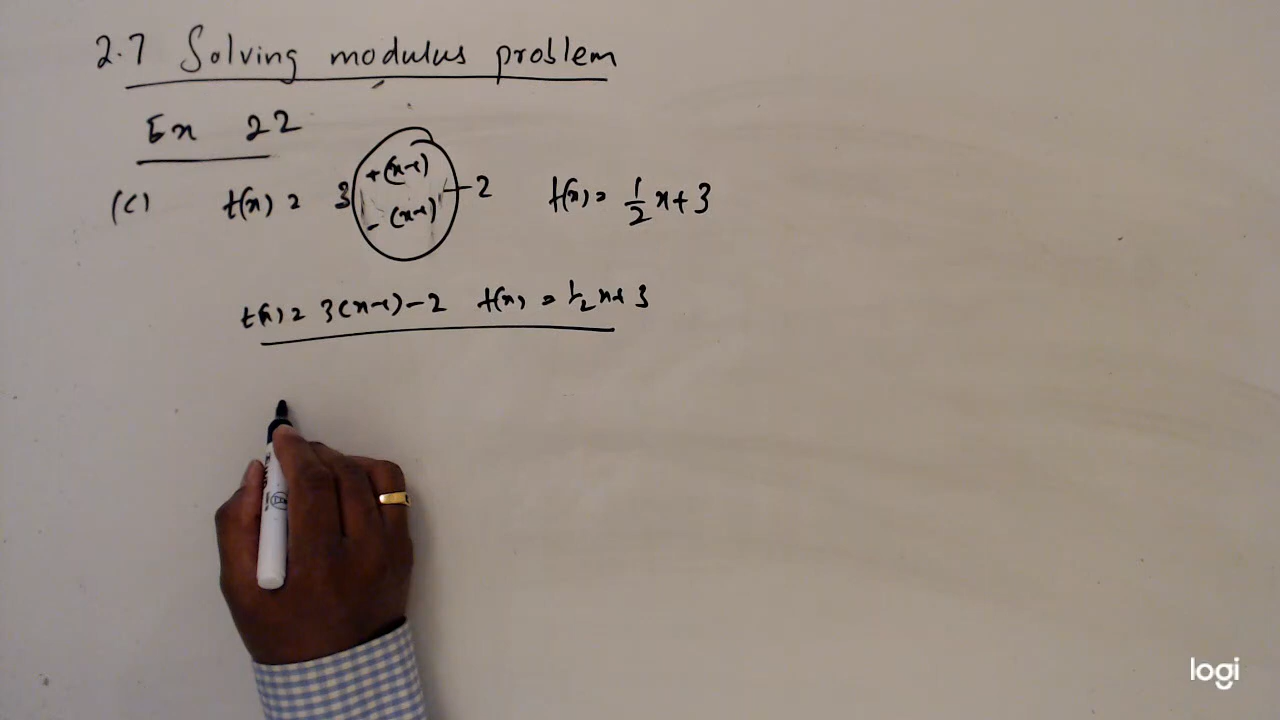 2.7 Solving modulus problem
Ex 22
(c) f(x) = 3 +(x-1) -(x-1) -2 f(x) = 1/2 x + 3
f(x) = 3(x-1)-2 f(x) = 1/2 x + 3
logi